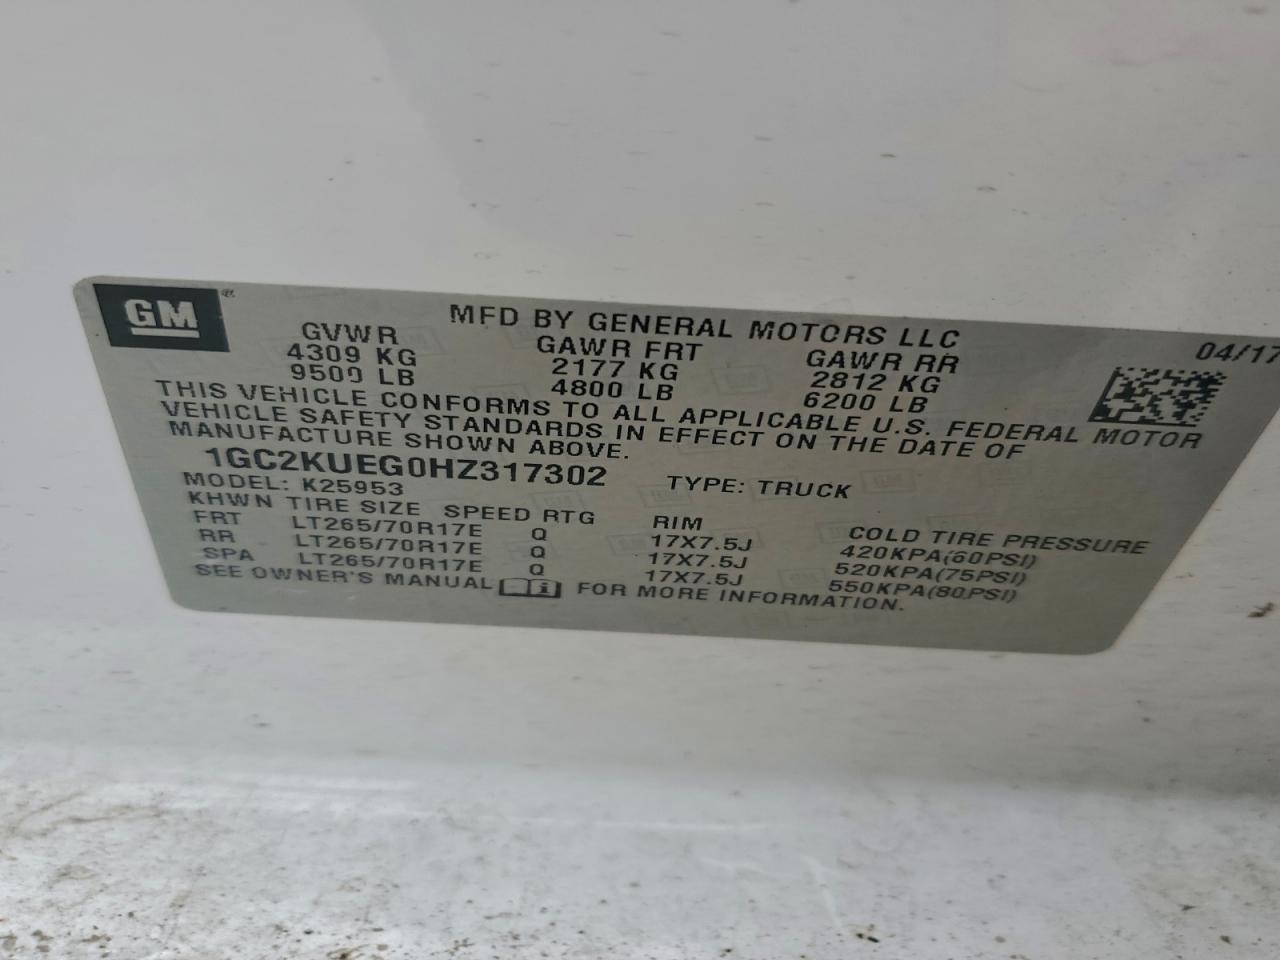 GM
MFD BY GENERAL MOTORS LLC 04/17
GVWR GAWR FRT GAWR RR
4309 KG 2177 KG 2812 KG
9500 LB 4800 LB 6200 LB
THIS VEHICLE CONFORMS TO ALL APPLICABLE U.S. FEDERAL MOTOR
VEHICLE SAFETY STANDARDS IN EFFECT ON THE DATE OF
MANUFACTURE SHOWN ABOVE.
1GC2KUEG0HZ317302 TYPE: TRUCK
MODEL: K25953
KHWN TIRE SIZE SPEED RTG RIM COLD TIRE PRESSURE
FRT LT265/70R17E Q 17X7.5J 420KPA(60PSI)
RR LT265/70R17E Q 17X7.5J 520KPA(75PSI)
SPA LT265/70R17E Q 17X7.5J 550KPA(80PSI)
SEE OWNER'S MANUAL FOR MORE INFORMATION.